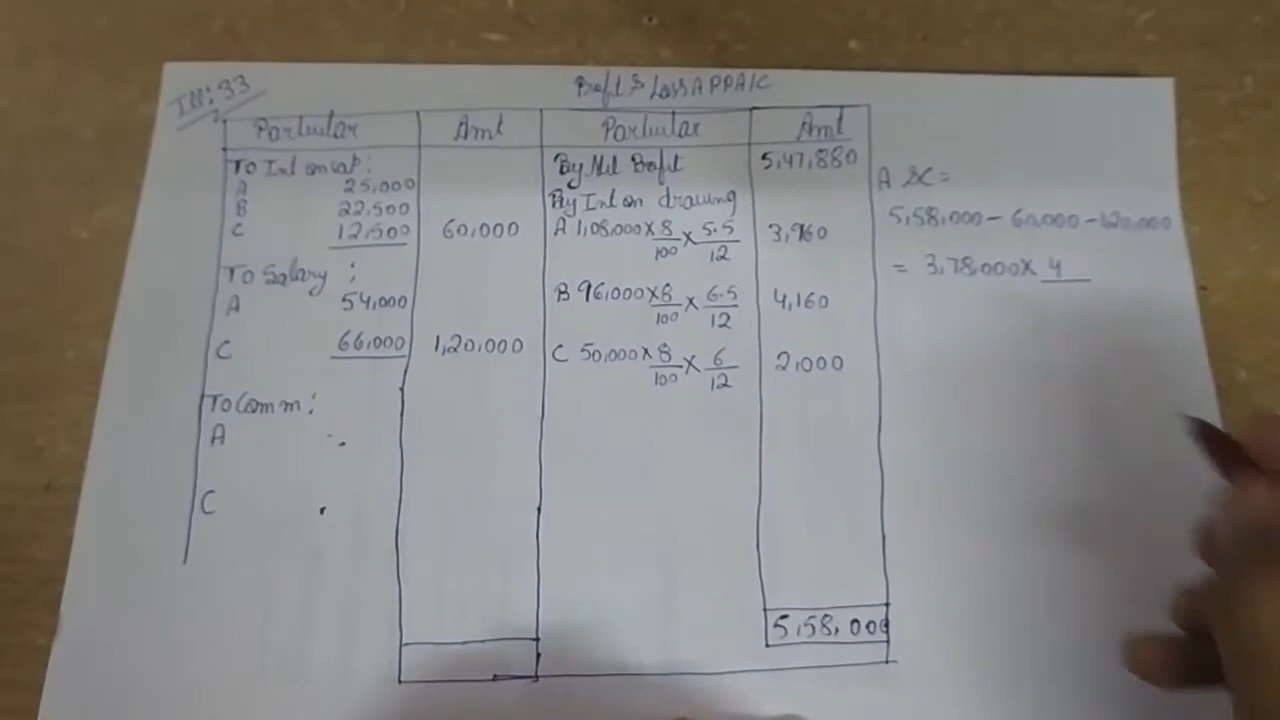 Ill: 33
Profit & Loss APP A/C
Particular Amt Particular Amt
To Int on cap: By Net Profit 5,47,880
A 25,000
B 22,500 By Int on drawing
C 12,500 60,000 A 1,08,000 × 8/100 × 5.5/12 3,960
To Salary :
A 54,000 B 96,000 × 8/100 × 6.5/12 4,160
C 66,000 1,20,000 C 50,000 × 8/100 × 6/12 2,000
To Comm :
A
C
5,58,000
A &C =
5,58,000 - 60,000 - 120,000
= 3,78,000 × 4